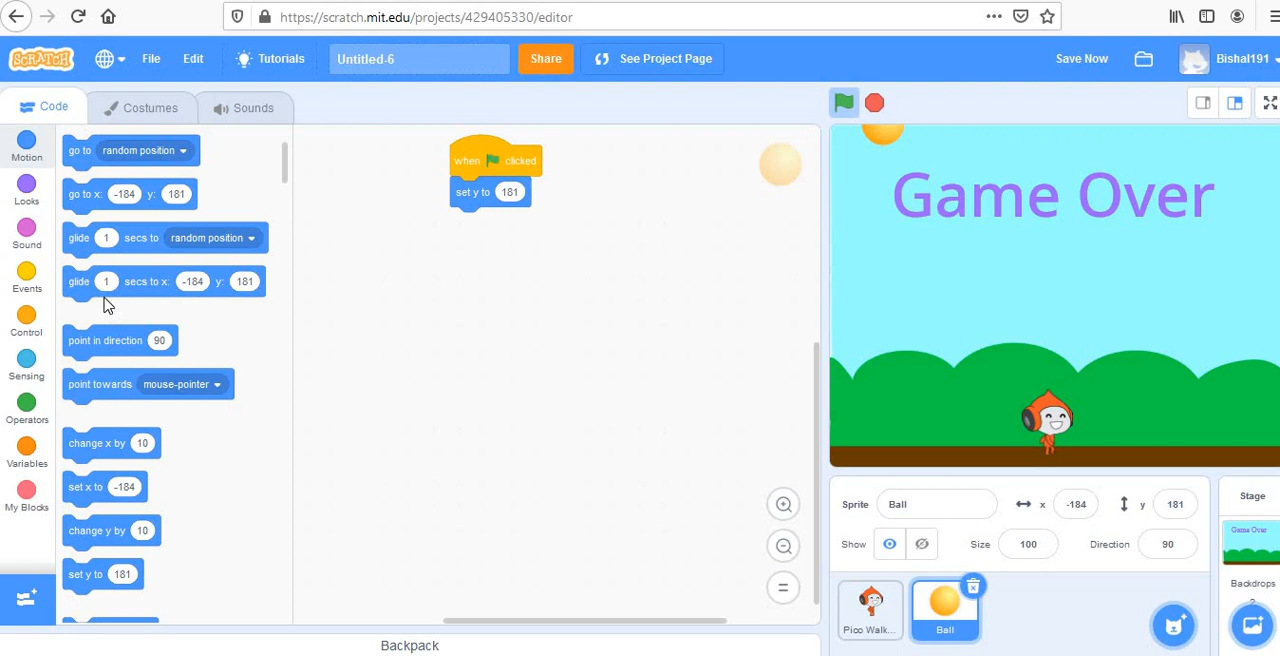 https://scratch.mit.edu/projects/429405330/editor
SCRATCH File Edit Tutorials Untitled-6 Share See Project Page Save Now Bishal191
Code Costumes Sounds
Motion
Looks
Sound
Events
Control
Sensing
Operators
Variables
My Blocks
go to random position
go to x: -184 y: 181
glide 1 secs to random position
glide 1 secs to x: -184 y: 181
point in direction 90
point towards mouse-pointer
change x by 10
set x to -184
change y by 10
set y to 181
when clicked
set y to 181
Game Over
Sprite Ball x -184 y 181
Show Size 100 Direction 90
Pico Walk...
Ball
Stage
Game Over
Backdrops
Backpack